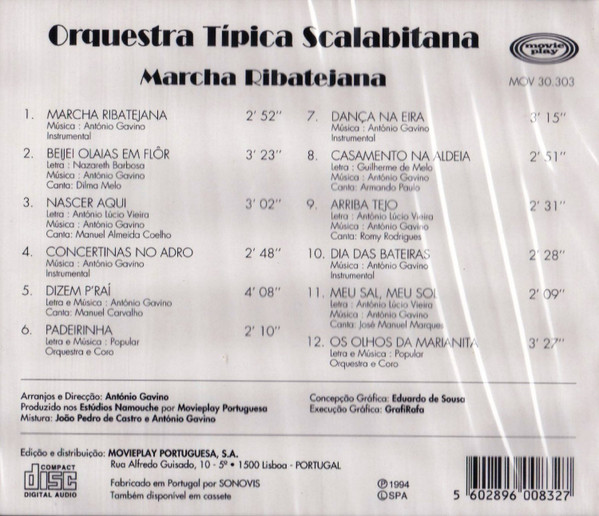 Orquestra Típica Scalabitana
Marcha Ribatejana
movie
play
MOV 30.303
1. MARCHA RIBATEJANA 2' 52"
Música : António Gavino
Instrumental
2. BEIJEI OLAIAS EM FLÔR 3' 23"
Letra : Nazareth Barbosa
Música : António Gavino
Canta: Dilma Melo
3. NASCER AQUI 3' 02"
Letra : António Lúcio Vieira
Música : António Gavino
Canta: Manuel Almeida Coelho
4. CONCERTINAS NO ADRO 2' 48"
Música : António Gavino
Instrumental
5. DIZEM P'RAÍ 4' 08"
Letra e Música : António Gavino
Canta: Manuel Carvalho
6. PADEIRINHA 2' 10"
Letra e Música : Popular
Orquestra e Coro
7. DANÇA NA EIRA 3' 15"
Música : António Gavino
Instrumental
8. CASAMENTO NA ALDEIA 2' 51"
Letra : Guilherme de Melo
Música : António Gavino
Canta: Armando Paulo
9. ARRIBA TEJO 2' 31"
Letra : António Lúcio Vieira
Música : António Gavino
Canta: Romy Rodrigues
10. DIA DAS BATEIRAS 2' 28"
Música : António Gavino
Instrumental
11. MEU SAL, MEU SOL 2' 09"
Letra : António Lúcio Vieira
Música : António Gavino
Canta: José Manuel Marques
12. OS OLHOS DA MARIANITA 3' 27"
Letra e Música : Popular
Orquestra e Coro
Arranjos e Direcção: António Gavino
Produzido nos Estúdios Namouche por Movieplay Portuguesa
Mistura: João Pedro de Castro e António Gavino
Concepção Gráfica: Eduardo de Sousa
Execução Gráfica: GrafiRafa
Edição e distribuição: MOVIEPLAY PORTUGUESA, S.A.
Rua Alfredo Guisado, 10 - 5º • 1500 Lisboa - PORTUGAL
COMPACT
disc
DIGITAL AUDIO
Fabricado em Portugal por SONOVIS
Também disponível em cassete
Ⓟ 1994
© SPA
5 602896 008327